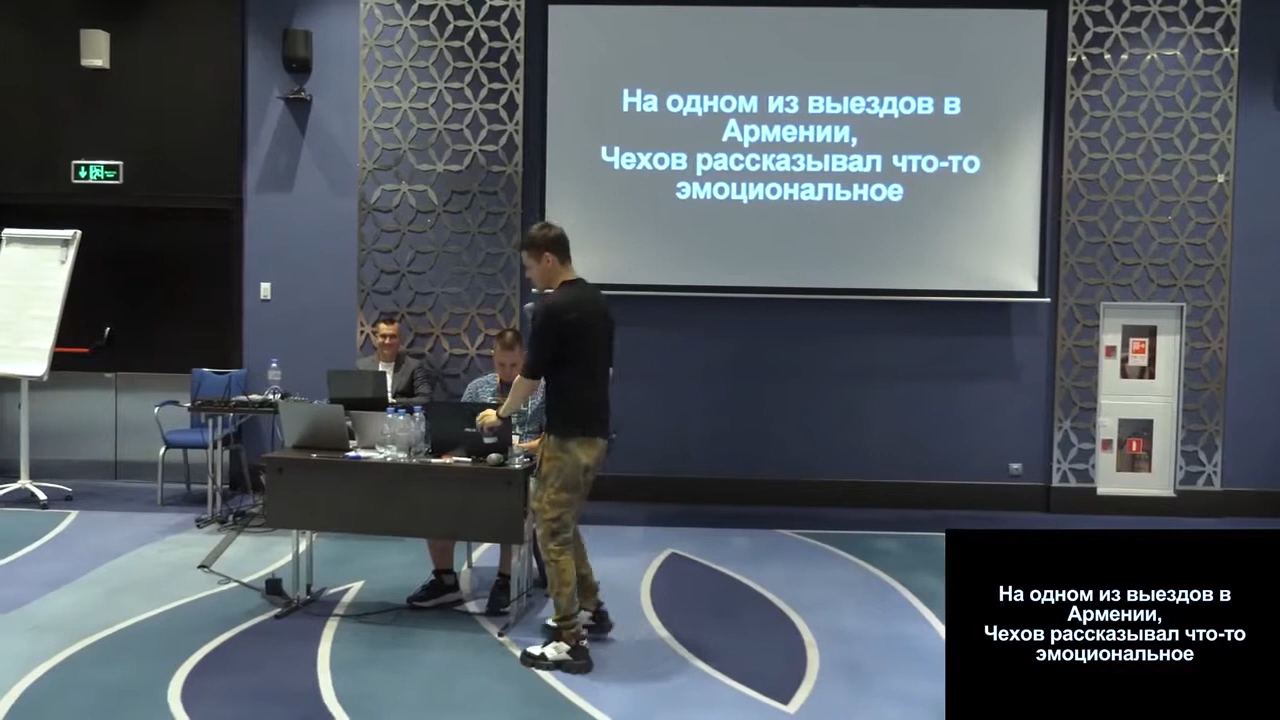 На одном из выездов в
Армении,
Чехов рассказывал что-то
эмоциональное
На одном из выездов в
Армении,
Чехов рассказывал что-то
эмоциональное